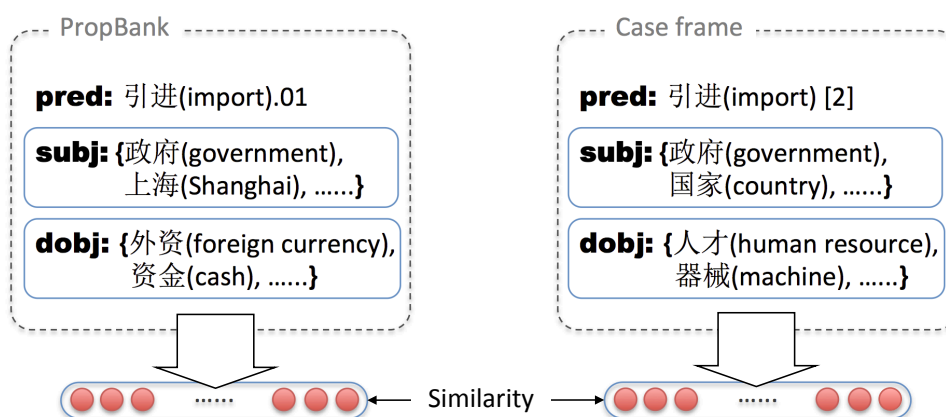 PropBank
pred: 引进(import).01
subj: {政府(government),
上海(Shanghai), ......}
dobj: {外资(foreign currency),
资金(cash), ......}
......
Case frame
pred: 引进(import) [2]
subj: {政府(government),
国家(country), ......}
dobj: {人才(human resource),
器械(machine), ......}
......
Similarity